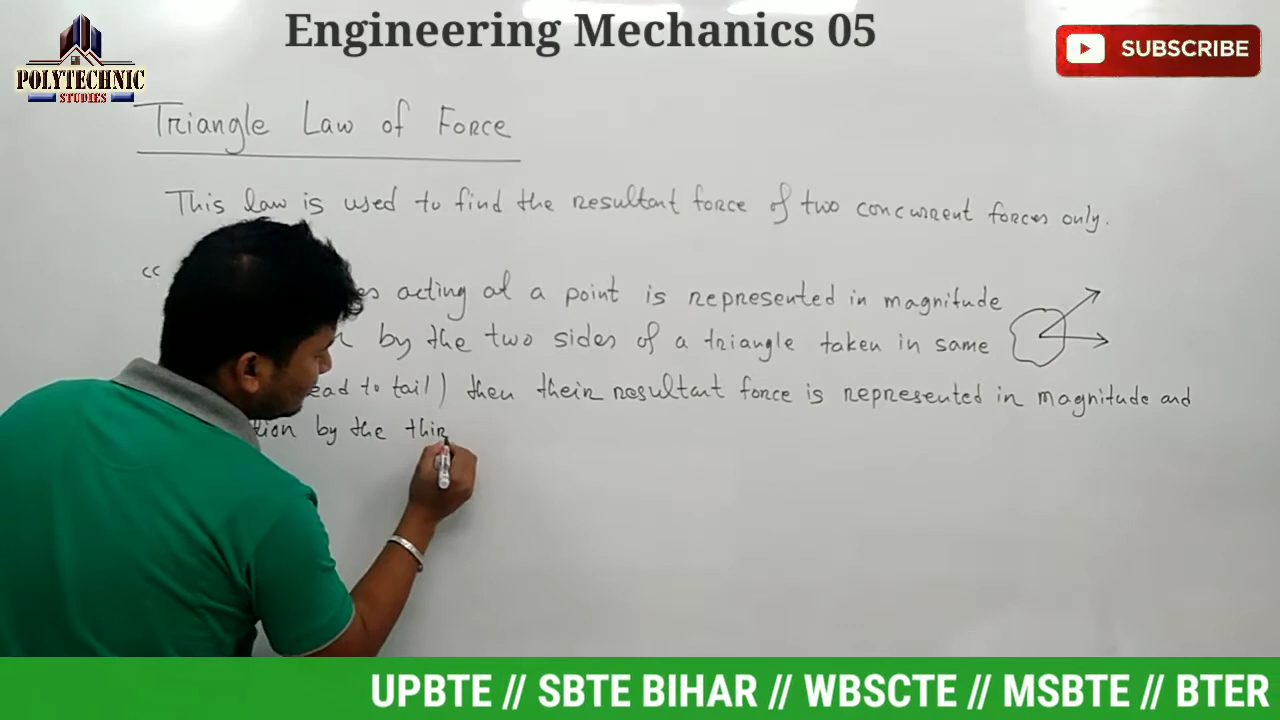 Engineering Mechanics 05
POLYTECHNIC
STUDIES
SUBSCRIBE
Triangle Law of Force
This law is used to find the resultant force of two concurrent forces only.
“
acting at a point is represented in magnitude
by the two sides of a triangle taken in same
ead to tail) then their resultant force is represented in magnitude and
tion by the thir
UPBTE // SBTE BIHAR // WBSCTE // MSBTE // BTER